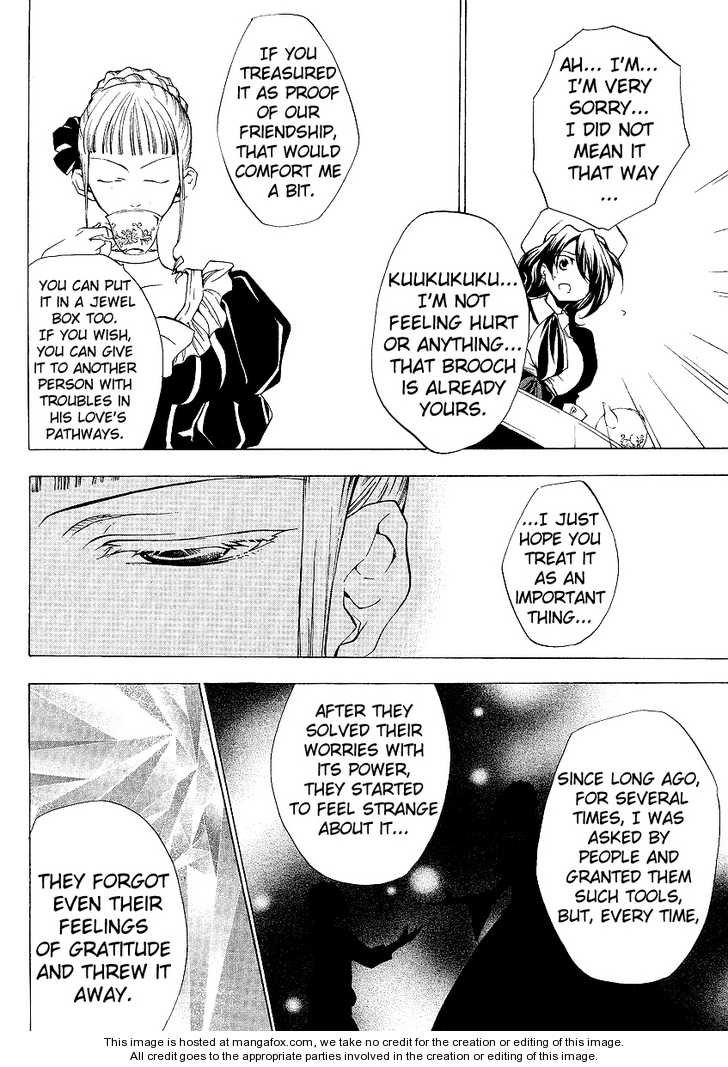 AH... I'M...
I'M VERY
SORRY...
I DID NOT
MEAN IT
THAT WAY
...
KUUKUKUKU...
I'M NOT
FEELING HURT
OR ANYTHING...
THAT BROOCH
IS ALREADY
YOURS.
IF YOU
TREASURED
IT AS PROOF
OF OUR
FRIENDSHIP,
THAT WOULD
COMFORT ME
A BIT.
YOU CAN PUT
IT IN A JEWEL
BOX TOO.
IF YOU WISH,
YOU CAN GIVE
IT TO ANOTHER
PERSON WITH
TROUBLES IN
HIS LOVE'S
PATHWAYS.
...I JUST
HOPE YOU
TREAT IT
AS AN
IMPORTANT
THING...
SINCE LONG AGO,
FOR SEVERAL
TIMES, I WAS
ASKED BY
PEOPLE AND
GRANTED THEM
SUCH TOOLS,
BUT, EVERY TIME,
AFTER THEY
SOLVED THEIR
WORRIES WITH
ITS POWER,
THEY STARTED
TO FEEL STRANGE
ABOUT IT...
THEY FORGOT
EVEN THEIR
FEELINGS
OF GRATITUDE
AND THREW IT
AWAY.
This image is hosted at mangafox.com, we take no credit for the creation or editing of this image.
All credit goes to the appropriate parties involved in the creation or editing of this image.